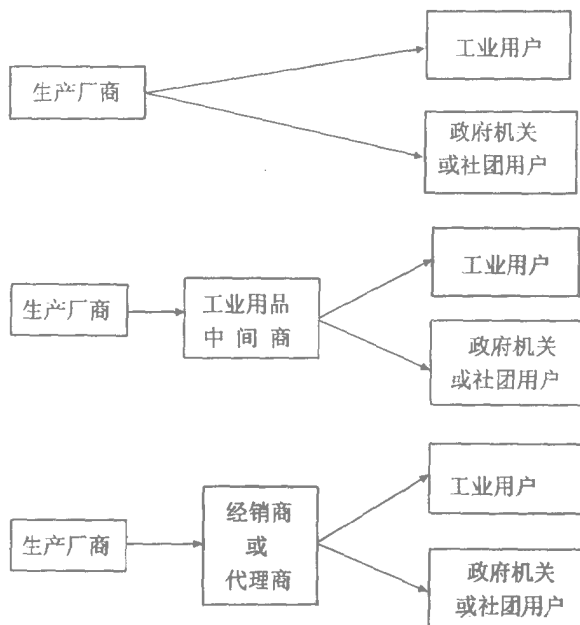 工业用户
生产厂商
政府机关
或社团用户
工业用户
生产厂商
工业用品
中间商
政府机关
或社团用户
工业用户
生产厂商
经销商
或
代理商
政府机关
或社团用户